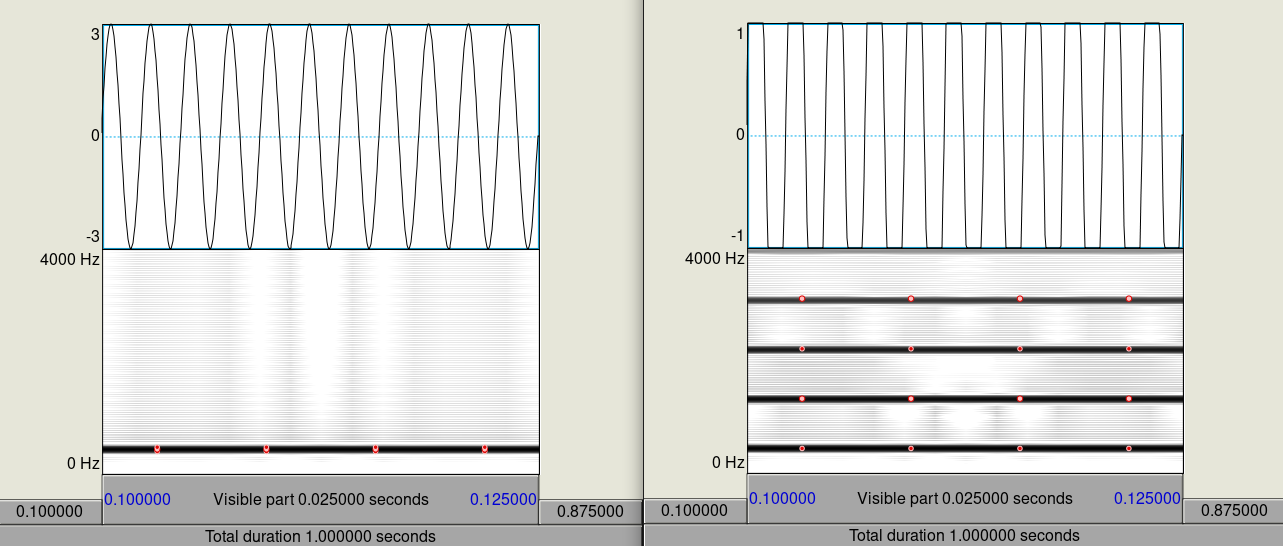 3
0
-3
4000 Hz
0 Hz
0.100000 Visible part 0.025000 seconds 0.125000
0.100000 0.875000
Total duration 1.000000 seconds
1
0
-1
4000 Hz
0 Hz
0.100000 Visible part 0.025000 seconds 0.125000
0.100000 0.875000
Total duration 1.000000 seconds